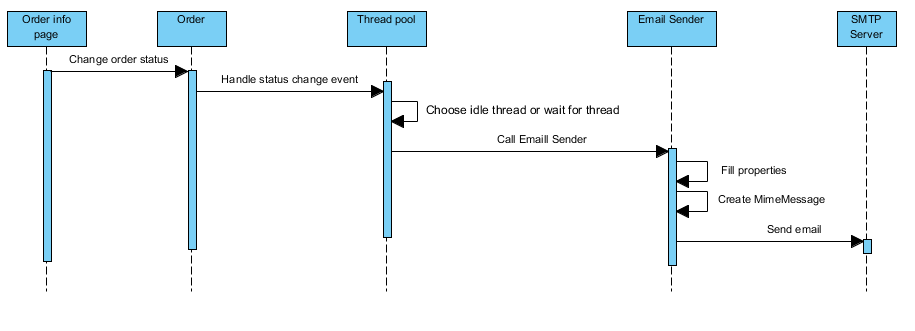 Order info
page
Order
Thread pool
Email Sender
SMTP
Server
Change order status
Handle status change event
Choose idle thread or wait for thread
Call Emaill Sender
Fill properties
Create MimeMessage
Send email